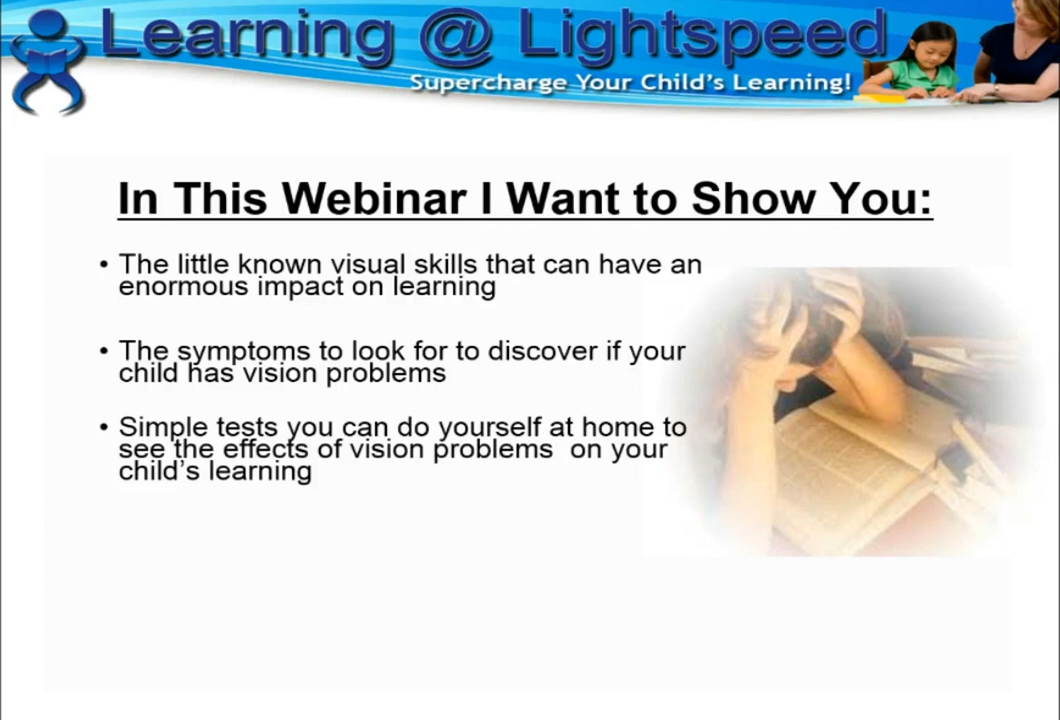 Learning @ Lightspeed
Supercharge Your Child's Learning!
In This Webinar I Want to Show You:
• The little known visual skills that can have an
enormous impact on learning
• The symptoms to look for to discover if your
child has vision problems
• Simple tests you can do yourself at home to
see the effects of vision problems  on your
child's learning